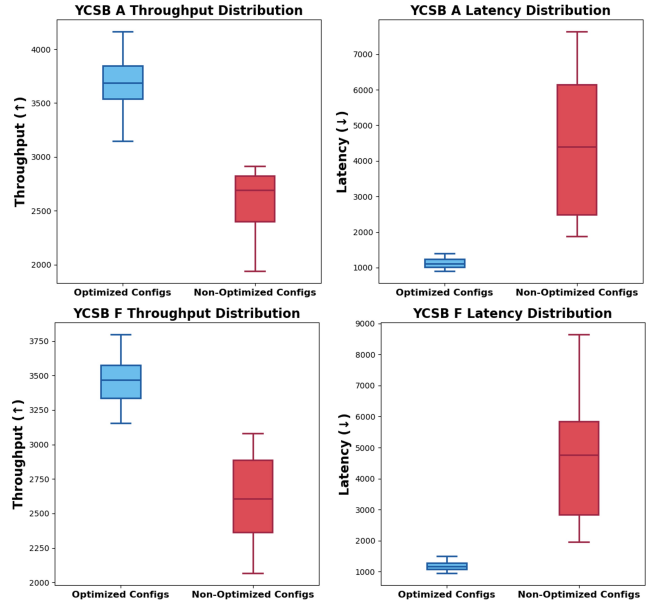 YCSB A Throughput Distribution
Throughput (↑)
4000
3500
3000
2500
2000
Optimized Configs
Non-Optimized Configs
YCSB A Latency Distribution
Latency (↓)
7000
6000
5000
4000
3000
2000
1000
Optimized Configs
Non-Optimized Configs
YCSB F Throughput Distribution
Throughput (↑)
3750
3500
3250
3000
2750
2500
2250
2000
Optimized Configs
Non-Optimized Configs
YCSB F Latency Distribution
Latency (↓)
9000
8000
7000
6000
5000
4000
3000
2000
1000
Optimized Configs
Non-Optimized Configs